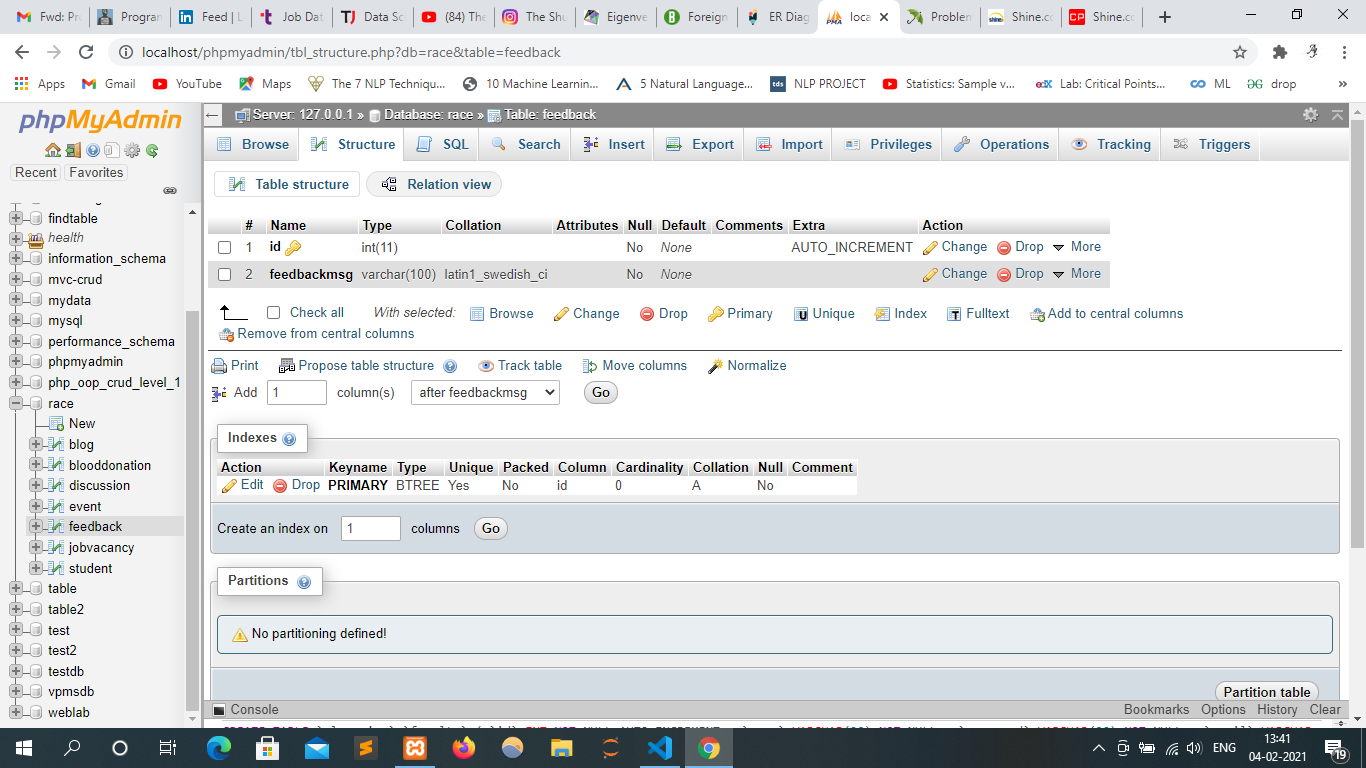 Fwd: Pr
Program
Feed | L
Job Dat
Data Sc
(84) The
The Shu
Eigenve
Foreign
ER Diag
loca
Problem
Shine.co
Shine.co
localhost/phpmyadmin/tbl_structure.php?db=race&table=feedback
Apps Gmail YouTube Maps The 7 NLP Techniqu... 10 Machine Learnin... 5 Natural Language... NLP PROJECT Statistics: Sample v... Lab: Critical Points... ML drop »
phpMyAdmin
Recent Favorites
findtable
health
information_schema
mvc-crud
mydata
mysql
performance_schema
phpmyadmin
php_oop_crud_level_1
race
New
blog
blooddonation
discussion
event
feedback
jobvacancy
student
table
table2
test
test2
testdb
vpmsdb
weblab
Server: 127.0.0.1 » Database: race » Table: feedback
Browse Structure SQL Search Insert Export Import Privileges Operations Tracking Triggers
Table structure Relation view
# Name Type Collation Attributes Null Default Comments Extra Action
1 id int(11) No None AUTO_INCREMENT Change Drop More
2 feedbackmsg varchar(100) latin1_swedish_ci No None Change Drop More
Check all With selected: Browse Change Drop Primary Unique Index Fulltext Add to central columns
Remove from central columns
Print Propose table structure Track table Move columns Normalize
Add 1 column(s) after feedbackmsg Go
Indexes
Action Keyname Type Unique Packed Column Cardinality Collation Null Comment
Edit Drop PRIMARY BTREE Yes No id 0 A No
Create an index on 1 columns Go
Partitions
No partitioning defined!
Partition table
Console Bookmarks Options History Clear
ENG
13:41
04-02-2021
19